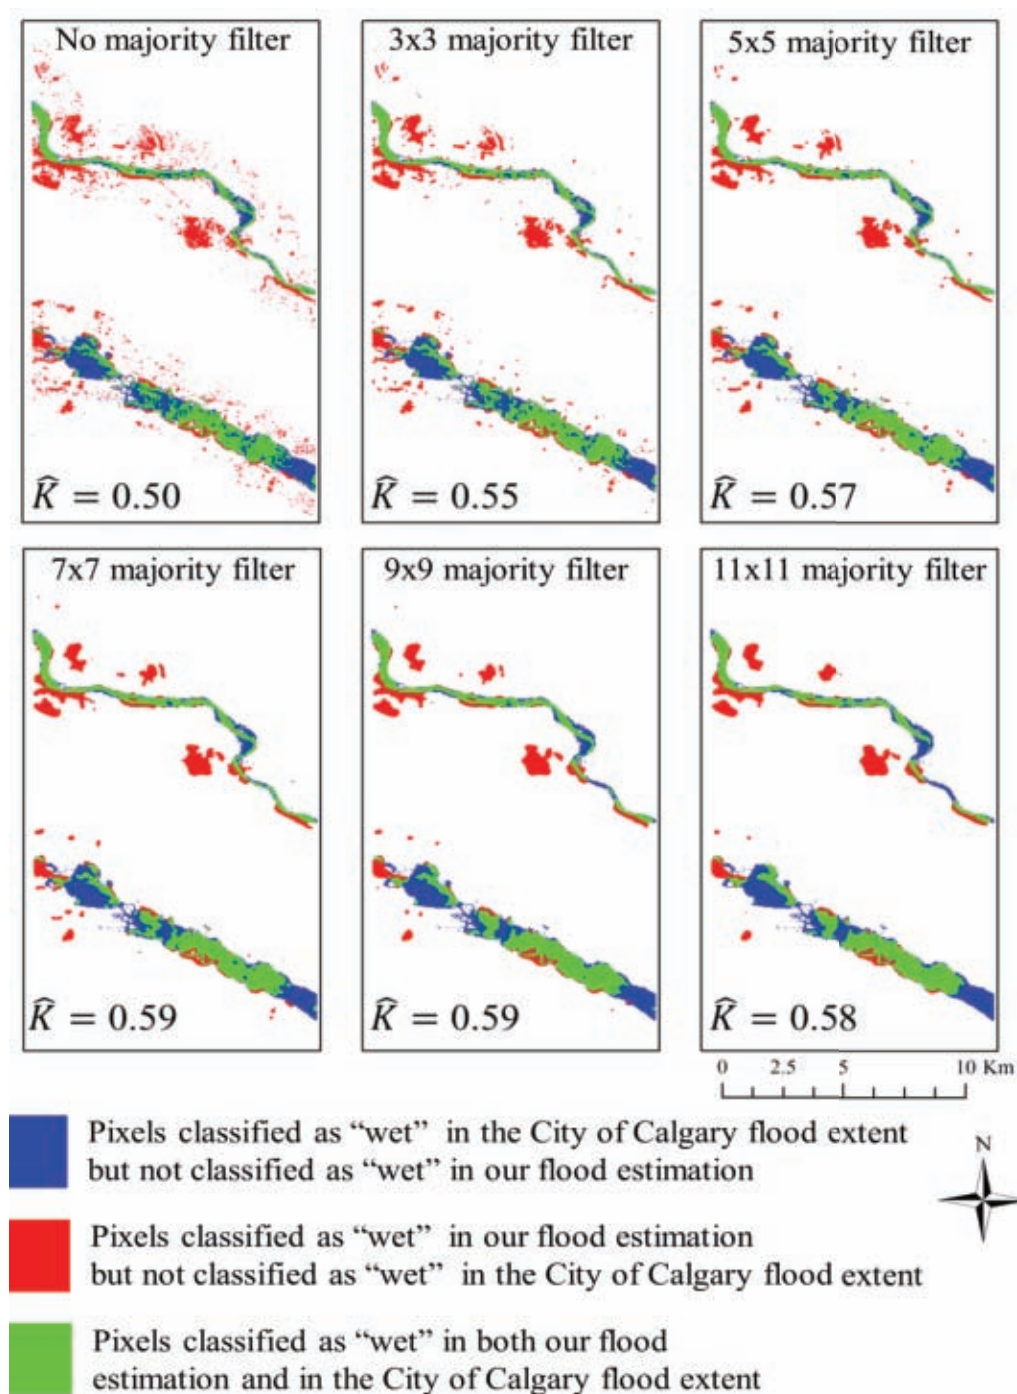 No majority filter
3x3 majority filter
5x5 majority filter
K̂ = 0.50
K̂ = 0.55
K̂ = 0.57
7x7 majority filter
9x9 majority filter
11x11 majority filter
K̂ = 0.59
K̂ = 0.59
K̂ = 0.58
0 2.5 5 10 Km
Pixels classified as “wet” in the City of Calgary flood extent
but not classified as “wet” in our flood estimation
N
Pixels classified as “wet” in our flood estimation
but not classified as “wet” in the City of Calgary flood extent
Pixels classified as “wet” in both our flood
estimation and in the City of Calgary flood extent